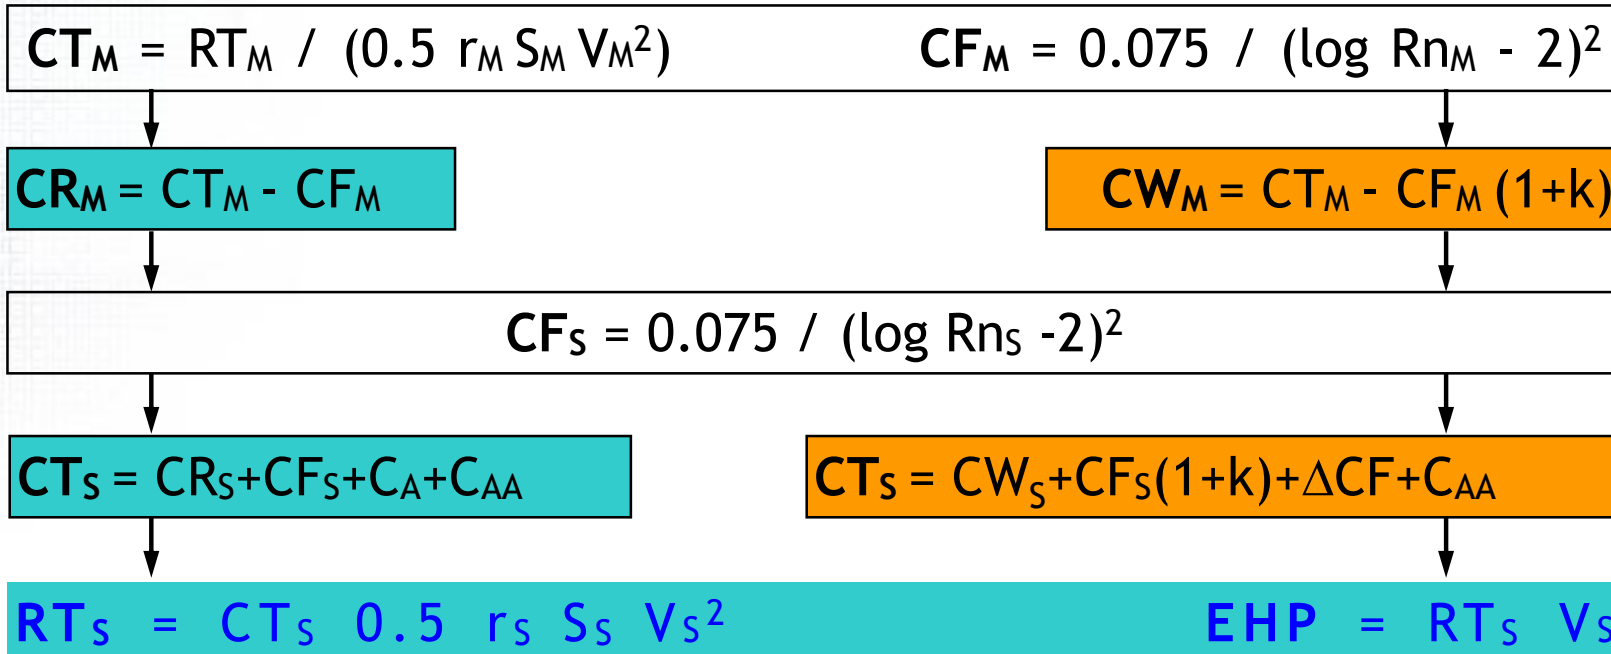 CTM = RTM / (0.5 rM SM VM²) CFM = 0.075 / (log RnM - 2)²
CRM = CTM - CFM CWM = CTM - CFM (1+k)
CFS = 0.075 / (log RnS -2)²
CTS = CRS+CFS+CA+CAA CTS = CWS+CFS(1+k)+ΔCF+CAA
RTS = CTS 0.5 rS SS VS² EHP = RTS VS